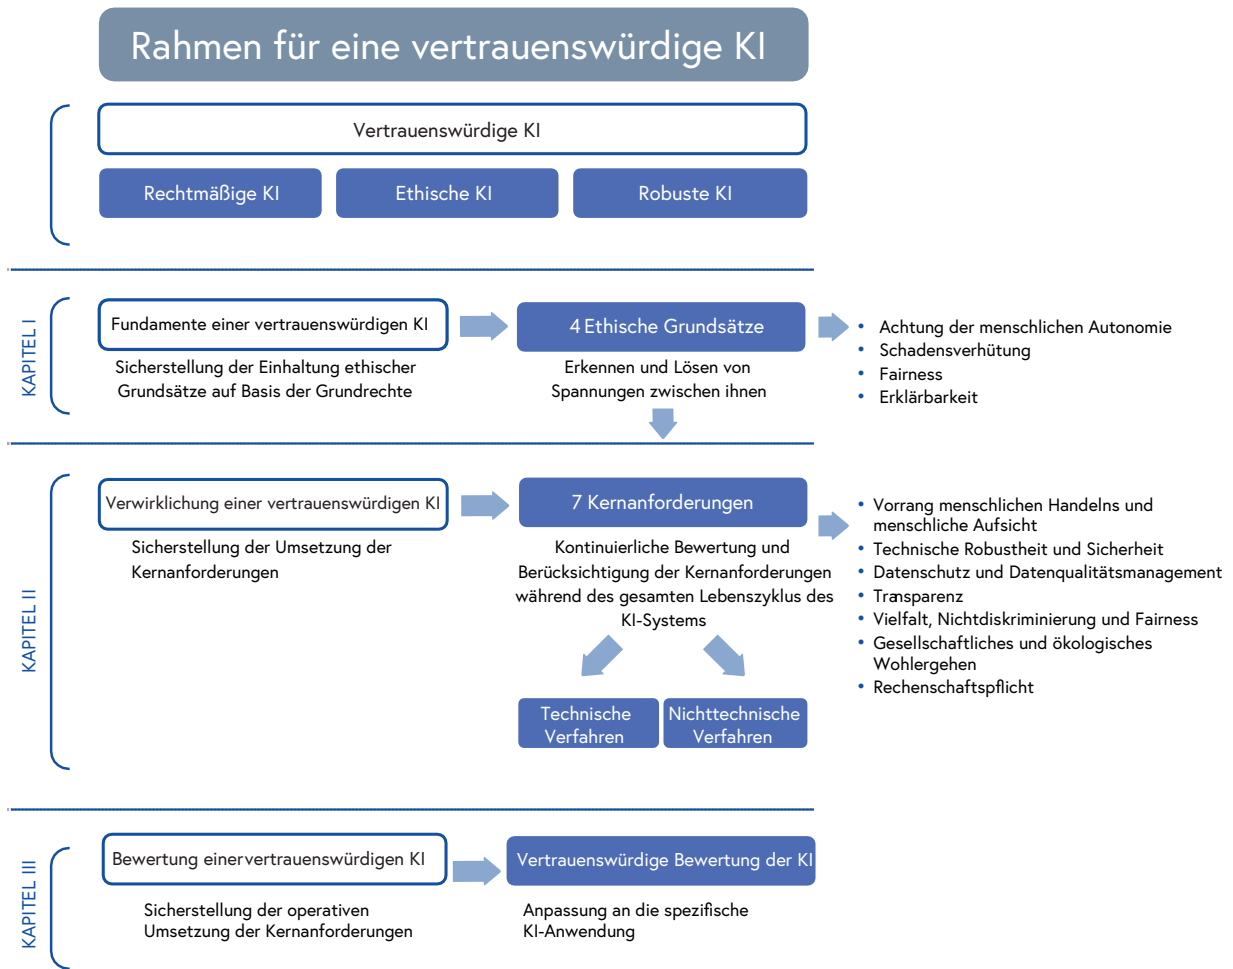 Rahmen für eine vertrauenswürdige KI
Vertrauenswürdige KI
Rechtmäßige KI
Ethische KI
Robuste KI
KAPITEL I
Fundamente einer vertrauenswürdigen KI
Sicherstellung der Einhaltung ethischer
Grundsätze auf Basis der Grundrechte
4 Ethische Grundsätze
Erkennen und Lösen von
Spannungen zwischen ihnen
• Achtung der menschlichen Autonomie
• Schadensverhütung
• Fairness
• Erklärbarkeit
KAPITEL II
Verwirklichung einer vertrauenswürdigen KI
Sicherstellung der Umsetzung der
Kernanforderungen
7 Kernanforderungen
Kontinuierliche Bewertung und
Berücksichtigung der Kernanforderungen
während des gesamten Lebenszyklus des
KI-Systems
Technische
Verfahren
Nichttechnische
Verfahren
• Vorrang menschlichen Handelns und
menschliche Aufsicht
• Technische Robustheit und Sicherheit
• Datenschutz und Datenqualitätsmanagement
• Transparenz
• Vielfalt, Nichtdiskriminierung und Fairness
• Gesellschaftliches und ökologisches
Wohlergehen
• Rechenschaftspflicht
KAPITEL III
Bewertung einervertrauenswürdigen KI
Sicherstellung der operativen
Umsetzung der Kernanforderungen
Vertrauenswürdige Bewertung der KI
Anpassung an die spezifische
KI-Anwendung